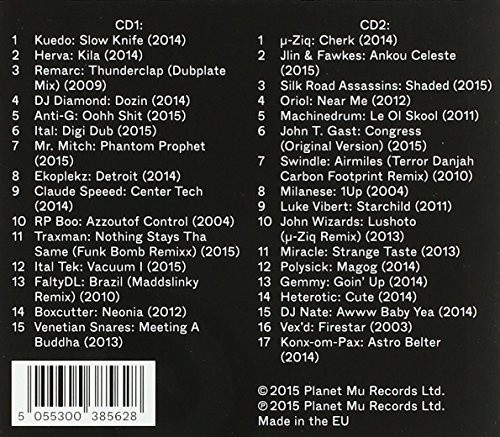 CD1:
1 Kuedo: Slow Knife (2014)
2 Herva: Kila (2014)
3 Remarc: Thunderclap (Dubplate
Mix) (2009)
4 DJ Diamond: Dozin (2014)
5 Anti-G: Oohh Shit (2015)
6 Ital: Digi Dub (2015)
7 Mr. Mitch: Phantom Prophet
(2015)
8 Ekoplekz: Detroit (2014)
9 Claude Speeed: Center Tech
(2014)
10 RP Boo: Azzoutof Control (2004)
11 Traxman: Nothing Stays Tha
Same (Funk Bomb Remixx) (2015)
12 Ital Tek: Vacuum I (2015)
13 FaltyDL: Brazil (Maddslinky
Remix) (2010)
14 Boxcutter: Neonia (2012)
15 Venetian Snares: Meeting A
Buddha (2013)
5 055300 385628
CD2:
1 µ-Ziq: Cherk (2014)
2 Jlin & Fawkes: Ankou Celeste
(2015)
3 Silk Road Assassins: Shaded (2015)
4 Oriol: Near Me (2012)
5 Machinedrum: Le Ol Skool (2011)
6 John T. Gast: Congress
(Original Version) (2015)
7 Swindle: Airmiles (Terror Danjah
Carbon Footprint Remix) (2010)
8 Milanese: 1Up (2004)
9 Luke Vibert: Starchild (2011)
10 John Wizards: Lushoto
(µ-Ziq Remix) (2013)
11 Miracle: Strange Taste (2013)
12 Polysick: Magog (2014)
13 Gemmy: Goin' Up (2014)
14 Heterotic: Cute (2014)
15 DJ Nate: Awww Baby Yea (2014)
16 Vex'd: Firestar (2003)
17 Konx-om-Pax: Astro Belter
(2014)
©2015 Planet Mu Records Ltd.
℗2015 Planet Mu Records Ltd.
Made in the EU